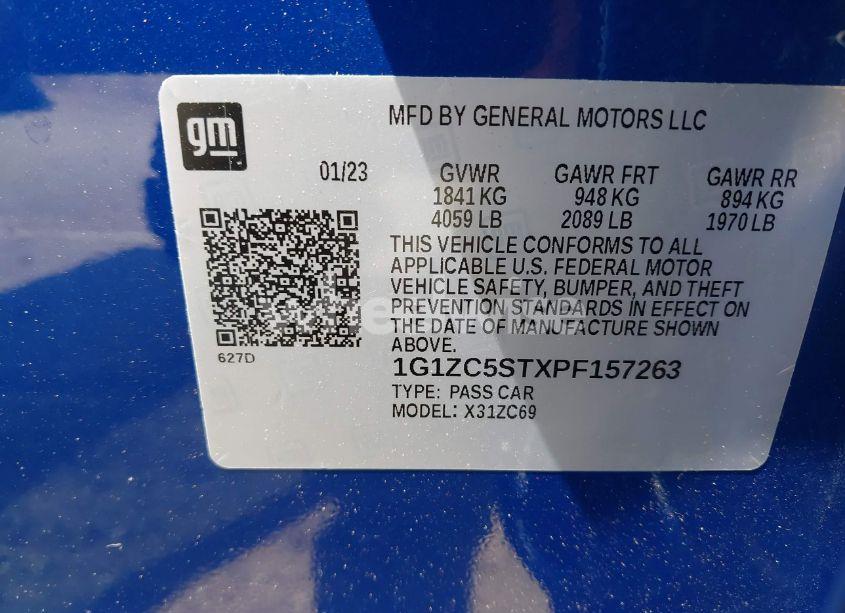 gm
MFD BY GENERAL MOTORS LLC
01/23 GVWR GAWR FRT GAWR RR
1841 KG 948 KG 894 KG
4059 LB 2089 LB 1970 LB
THIS VEHICLE CONFORMS TO ALL
APPLICABLE U.S. FEDERAL MOTOR
VEHICLE SAFETY, BUMPER, AND THEFT
PREVENTION STANDARDS IN EFFECT ON
THE DATE OF MANUFACTURE SHOWN
ABOVE.
627D
1G1ZC5STXPF157263
TYPE: PASS CAR
MODEL: X31ZC69